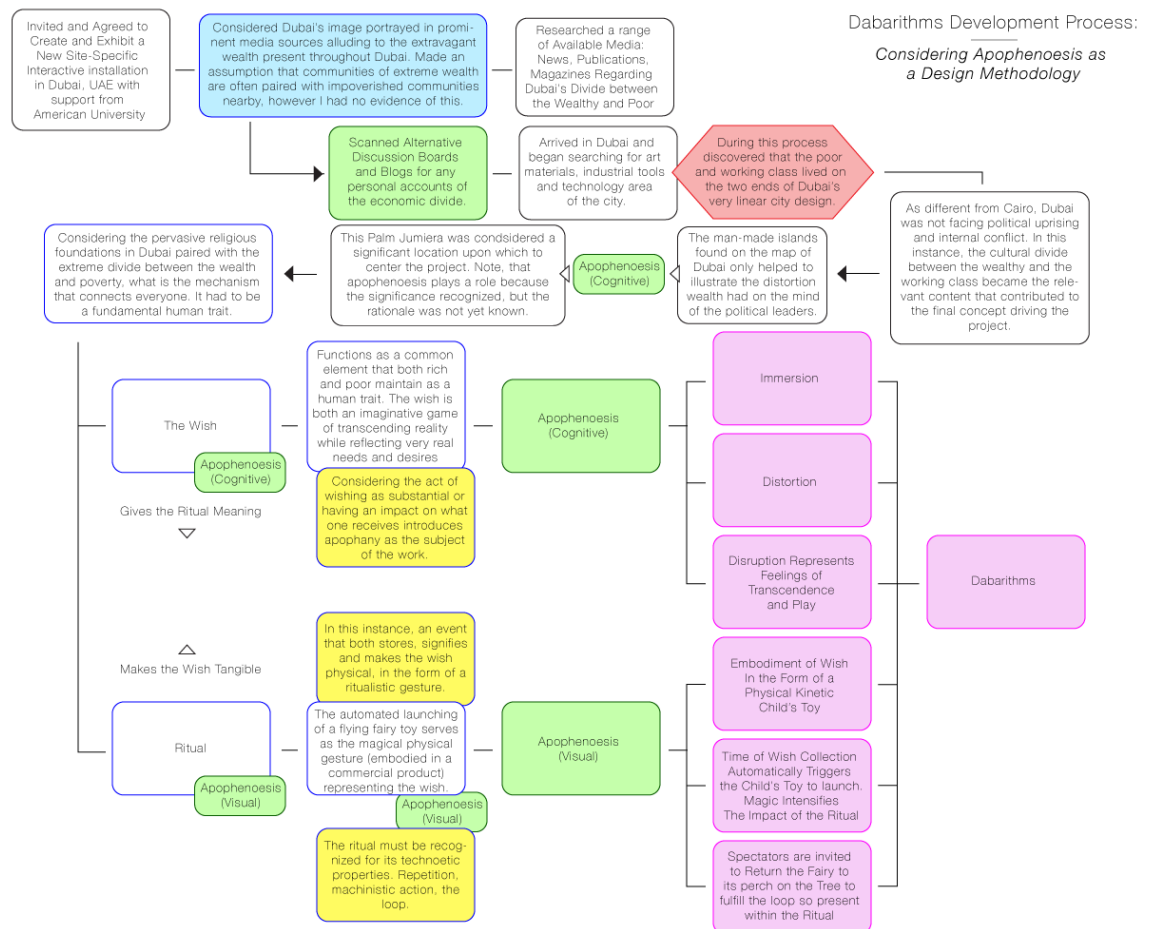 Dabarithms Development Process:
Considering Apophenoesis as
a Design Methodology
Invited and Agreed to
Create and Exhibit a
New Site-Specific
Interactive installation
in Dubai, UAE with
support from
American University
Considered Dubai's image portrayed in promi-
nent media sources alluding to the extravagant
wealth present throughout Dubai. Made an
assumption that communities of extreme wealth
are often paired with impoverished communities
nearby, however I had no evidence of this.
Researched a range
of Available Media:
News, Publications,
Magazines Regarding
Dubai's Divide between
the Wealthy and Poor
Scanned Alternative
Discussion Boards
and Blogs for any
personal accounts of
the economic divide.
Arrived in Dubai and
began searching for art
materials, industrial tools
and technology area
of the city.
During this process
discovered that the poor
and working class lived on
the two ends of Dubai's
very linear city design.
As different from Cairo, Dubai
was not facing political uprising
and internal conflict. In this
instance, the cultural divide
between the wealthy and the
working class became the rele-
vant content that contributed to
the final concept driving the
project.
The man-made islands
found on the map of
Dubai only helped to
illustrate the distortion
wealth had on the mind
of the political leaders.
Apophenoesis
(Cognitive)
This Palm Jumiera was condsidered a
significant location upon which to
center the project. Note, that
apophenoesis plays a role because
the significance recognized, but the
rationale was not yet known.
Considering the pervasive religious
foundations in Dubai paired with the
extreme divide between the wealth
and poverty, what is the mechanism
that connects everyone. It had to be
a fundamental human trait.
The Wish
Apophenoesis
(Cognitive)
Functions as a common
element that both rich
and poor maintain as a
human trait. The wish is
both an imaginative game
of transcending reality
while reflecting very real
needs and desires
Considering the act of
wishing as substantial or
having an impact on what
one receives introduces
apophany as the subject
of the work.
Apophenoesis
(Cognitive)
Immersion
Distortion
Disruption Represents
Feelings of
Transcendence
and Play
Gives the Ritual Meaning
Makes the Wish Tangible
Dabarithms
In this instance, an event
that both stores, signifies
and makes the wish
physical, in the form of a
ritualistic gesture.
Ritual
Apophenoesis
(Visual)
The automated launching
of a flying fairy toy serves
as the magical physical
gesture (embodied in a
commercial product)
representing the wish.
Apophenoesis
(Visual)
The ritual must be recog-
nized for its technoetic
properties. Repetition,
machinistic action, the
loop.
Apophenoesis
(Visual)
Embodiment of Wish
In the Form of a
Physical Kinetic
Child's Toy
Time of Wish Collection
Automatically Triggers
the Child's Toy to launch.
Magic Intensifies
The Impact of the Ritual
Spectators are invited
to Return the Fairy to
its perch on the Tree to
fulfill the loop so present
within the Ritual